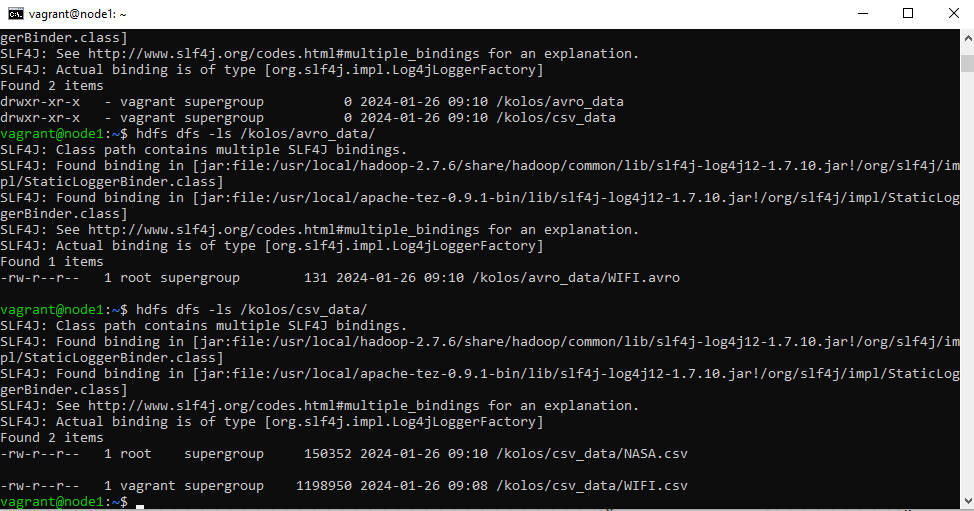 vagrant@node1: ~
gerBinder.class]
SLF4J: See http://www.slf4j.org/codes.html#multiple_bindings for an explanation.
SLF4J: Actual binding is of type [org.slf4j.impl.Log4jLoggerFactory]
Found 2 items
drwxr-xr-x   - vagrant supergroup          0 2024-01-26 09:10 /kolos/avro_data
drwxr-xr-x   - vagrant supergroup          0 2024-01-26 09:10 /kolos/csv_data
vagrant@node1:~$ hdfs dfs -ls /kolos/avro_data/
SLF4J: Class path contains multiple SLF4J bindings.
SLF4J: Found binding in [jar:file:/usr/local/hadoop-2.7.6/share/hadoop/common/lib/slf4j-log4j12-1.7.10.jar!/org/slf4j/im
pl/StaticLoggerBinder.class]
SLF4J: Found binding in [jar:file:/usr/local/apache-tez-0.9.1-bin/lib/slf4j-log4j12-1.7.10.jar!/org/slf4j/impl/StaticLog
gerBinder.class]
SLF4J: See http://www.slf4j.org/codes.html#multiple_bindings for an explanation.
SLF4J: Actual binding is of type [org.slf4j.impl.Log4jLoggerFactory]
Found 1 items
-rw-r--r--   1 root supergroup        131 2024-01-26 09:10 /kolos/avro_data/WIFI.avro
vagrant@node1:~$ hdfs dfs -ls /kolos/csv_data/
SLF4J: Class path contains multiple SLF4J bindings.
SLF4J: Found binding in [jar:file:/usr/local/hadoop-2.7.6/share/hadoop/common/lib/slf4j-log4j12-1.7.10.jar!/org/slf4j/im
pl/StaticLoggerBinder.class]
SLF4J: Found binding in [jar:file:/usr/local/apache-tez-0.9.1-bin/lib/slf4j-log4j12-1.7.10.jar!/org/slf4j/impl/StaticLog
gerBinder.class]
SLF4J: See http://www.slf4j.org/codes.html#multiple_bindings for an explanation.
SLF4J: Actual binding is of type [org.slf4j.impl.Log4jLoggerFactory]
Found 2 items
-rw-r--r--   1 root    supergroup     150352 2024-01-26 09:10 /kolos/csv_data/NASA.csv
-rw-r--r--   1 vagrant supergroup    1198950 2024-01-26 09:08 /kolos/csv_data/WIFI.csv
vagrant@node1:~$